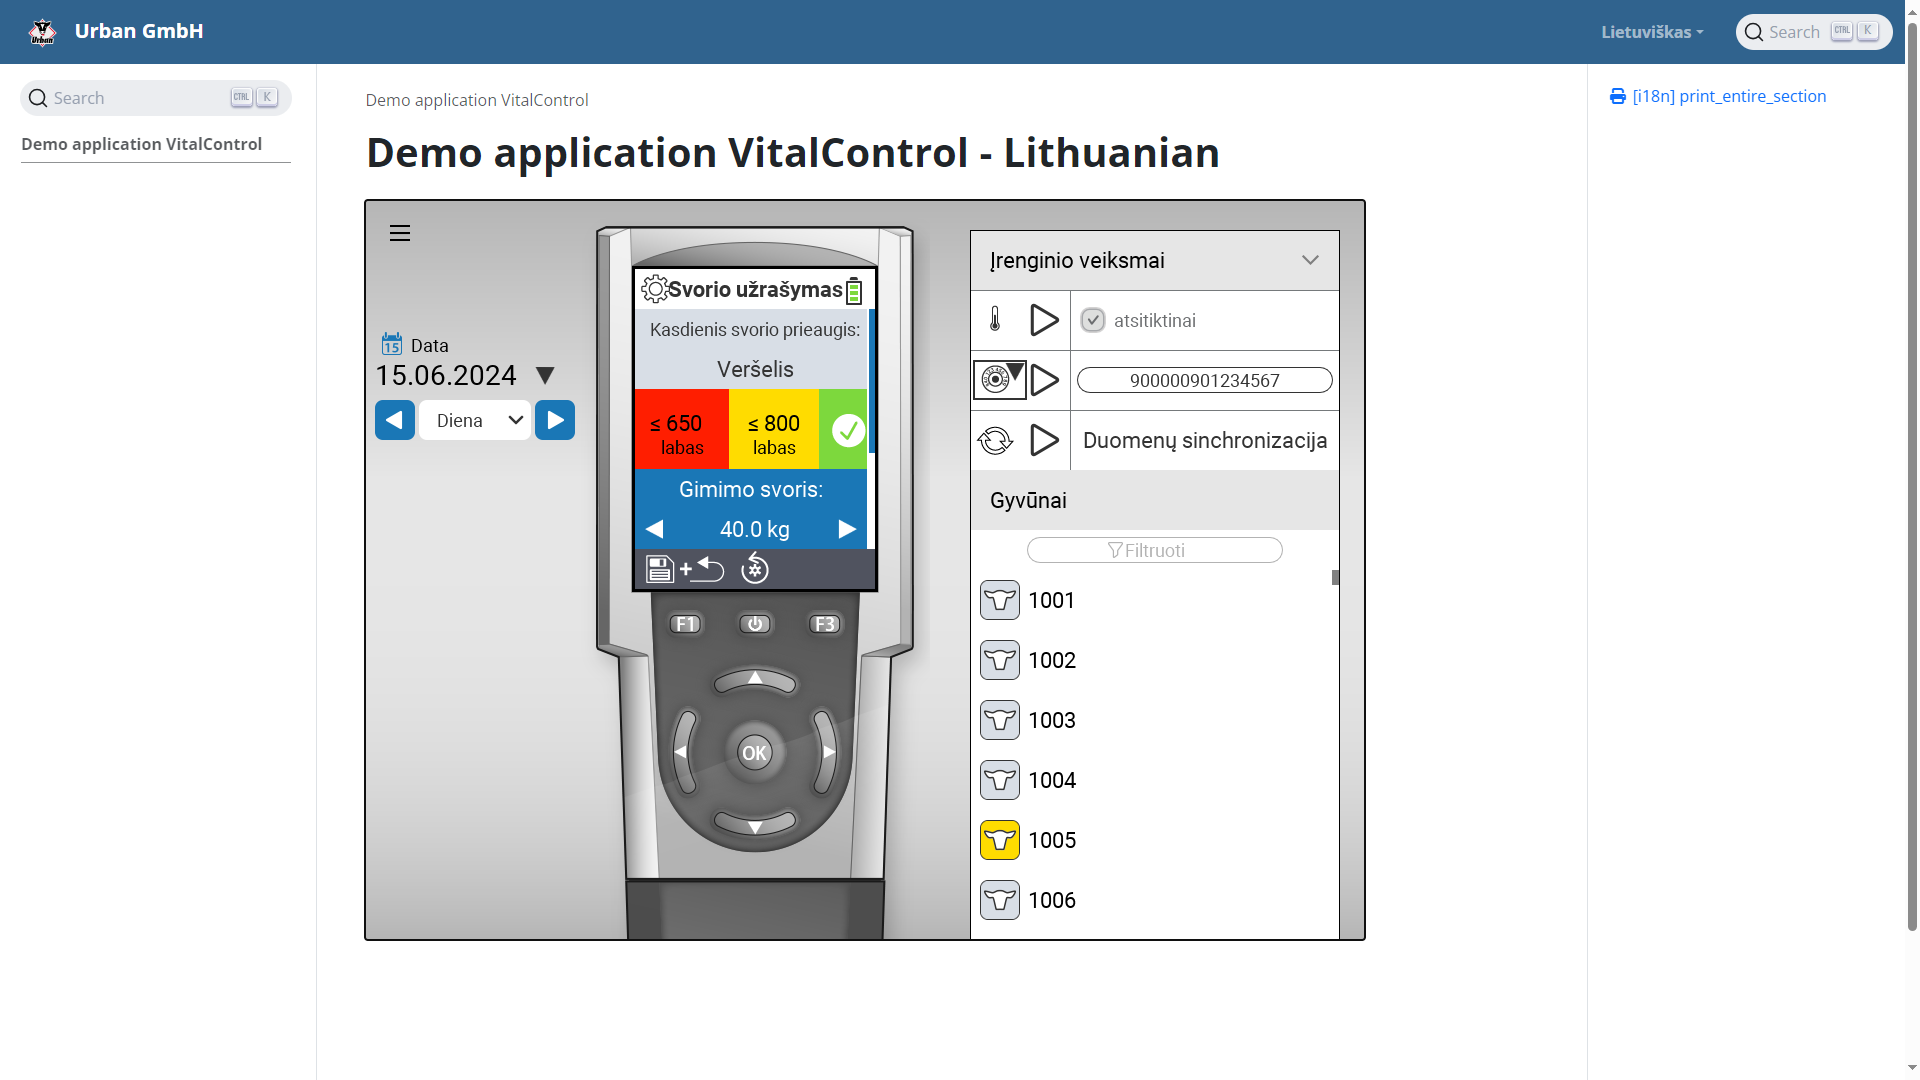 Urban GmbH
Lietuviškas
Search CTRL K
Search CTRL K
Demo application VitalControl
Demo application VitalControl
Demo application VitalControl - Lithuanian
[i18n] print_entire_section
15 Data
15.06.2024
Diena
Svorio užrašymas
Kasdienis svorio prieaugis:
Veršelis
≤ 650
labas
≤ 800
labas
Gimimo svoris:
40.0 kg
+
F1
F3
OK
Įrenginio veiksmai
atsitiktinai
900000901234567
Duomenų sinchronizacija
Gyvūnai
Filtruoti
1001
1002
1003
1004
1005
1006